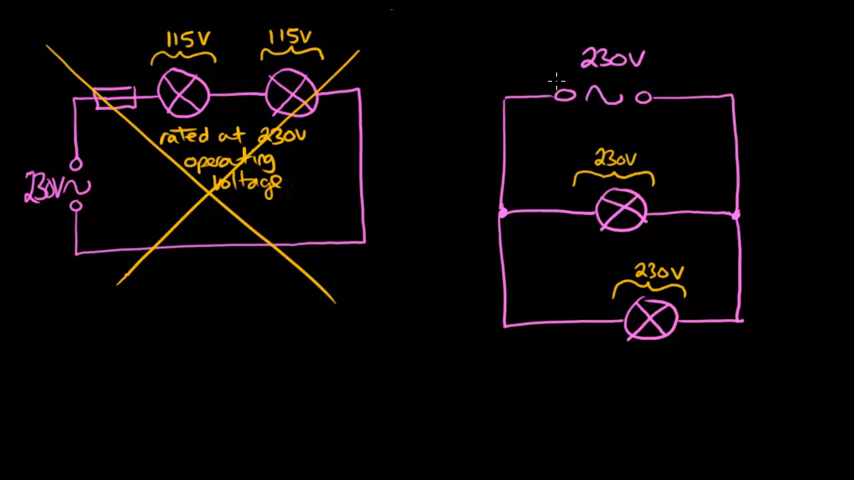 115V
115V
rated at 230V
operating
voltage
230V
230V
230V
230V